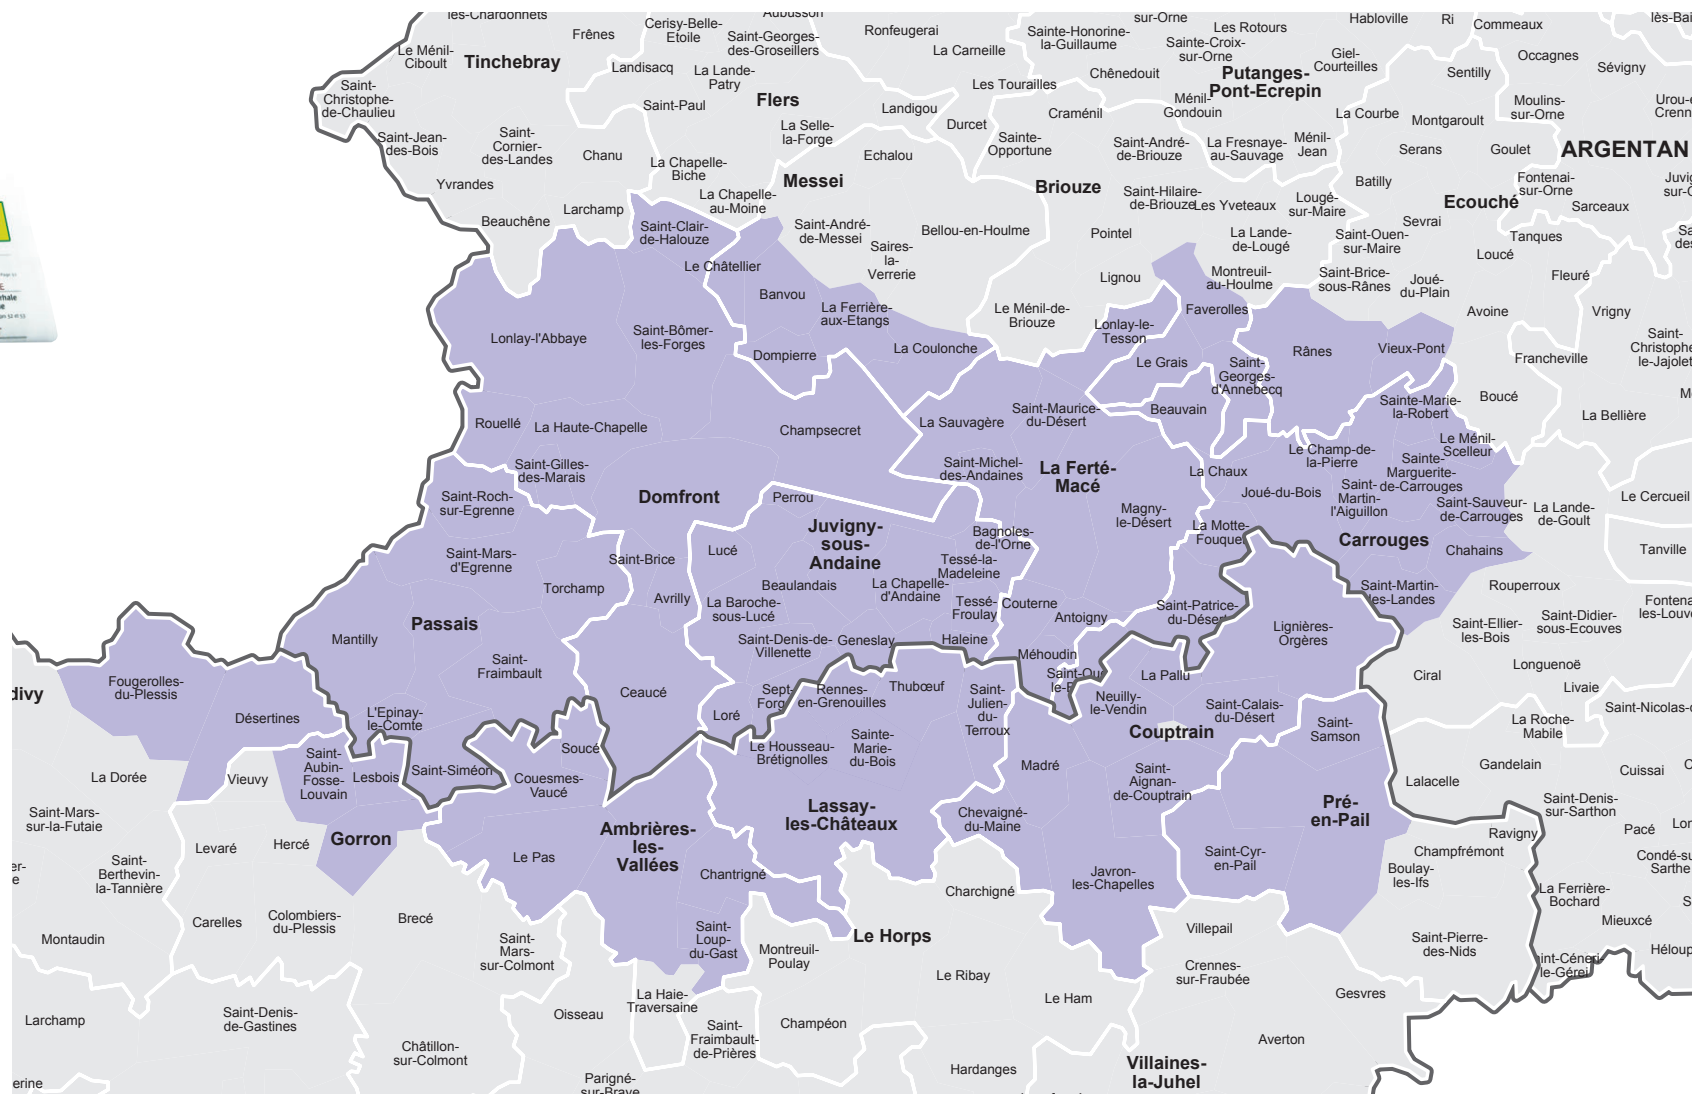 les-Chardonnets
Cerisy-Belle-
Etoile
Aubusson
Frênes
Saint-Georges-
des-Groseillers
Ronfeugerai
La Carneille
Sainte-Honorine-
la-Guillaume
sur-Orne
Les Rotours
Sainte-Croix-
sur-Orne
Habloville
Ri
Commeaux
Le Ménil-
Ciboult
Tinchebray
Landisacq
La Lande-
Patry
Flers
Saint-Paul
Les Tourailles
Chênedouit
Putanges-
Pont-Ecrepin
Giel-
Courteilles
Sentilly
Occagnes
Sévigny
Saint-
Christophe-
de-Chaulieu
Saint-Jean-
des-Bois
Saint-
Cornier-
des-Landes
Chanu
La Chapelle-
Biche
La Selle-
la-Forge
Landigou
Durcet
Echalou
Craménil
Ménil-
Gondouin
Sainte-
Opportune
Saint-André-
de-Briouze
La Fresnaye-
au-Sauvage
Ménil-
Jean
La Courbe
Montgaroult
Moulins-
sur-Orne
Serans
Goulet
ARGENTAN
Yvrandes
Beauchêne
Larchamp
Messei
La Chapelle-
au-Moine
Briouze
Saint-Hilaire-
de-Briouze
Les Yveteaux
Lougé-
sur-Maire
Batilly
Ecouché
Fontenai-
sur-Orne
Sarceaux
Sevrai
Tanques
Saint-Clair-
de-Halouze
Le Châtellier
Saint-André-
de-Messei
Saires-
la-
Verrerie
Bellou-en-Houlme
Pointel
Lignou
La Lande-
de-Lougé
Montreuil-
au-Houlme
Saint-Ouen-
sur-Maire
Saint-Brice-
sous-Rânes
Joué-
du-Plain
Loucé
Fleuré
Banvou
La Ferrière-
aux-Etangs
Le Ménil-de-
Briouze
Lonlay-le-
Tesson
Faverolles
Avoine
Vrigny
Lonlay-l'Abbaye
Saint-Bômer-
les-Forges
Dompierre
La Coulonche
Le Grais
Saint-
Georges-
d'Annebecq
Rânes
Vieux-Pont
Francheville
Saint-
Christophe
le-Jajolet
Rouellé
La Haute-Chapelle
Champsecret
La Sauvagère
Saint-Maurice-
du-Désert
Beauvain
Sainte-Marie-
la-Robert
Boucé
La Bellière
Saint-Gilles-
des-Marais
Saint-Michel-
des-Andaines
La Ferté-
Macé
La Chaux
Le Champ-de-
la-Pierre
Le Ménil-
Scelleur
Sainte-
Marguerite-
de-Carrouges
Saint-
Martin-
l'Aiguillon
Joué-du-Bois
Saint-Sauveur-
de-Carrouges
La Lande-
de-Goult
Le Cercueil
Saint-Roch-
sur-Egrenne
Domfront
Perrou
Juvigny-
sous-
Andaine
Magny-
le-Désert
La Motte-
Fouquet
Carrouges
Chahains
Tanville
Saint-Mars-
d'Egrenne
Saint-Brice
Lucé
Bagnoles-
de-l'Orne
Tessé-la-
Madeleine
Torchamp
Avrilly
Beaulandais
La Chapelle-
d'Andaine
La Baroche-
sous-Lucé
Tessé-
Froulay
Couterne
Antoigny
Saint-Patrice-
du-Désert
Saint-Martin-
des-Landes
Rouperroux
Saint-Ellier-
les-Bois
Saint-Didier-
sous-Ecouves
Mantilly
Passais
Saint-
Fraimbault
Saint-Denis-de-
Villenette
Geneslay
Haleine
Méhoudin
Lignières-
Orgères
Longuenoë
Ciral
Livaie
Fougerolles-
du-Plessis
Désertines
L'Epinay-
le-Comte
Ceaucé
Loré
Sept-
Forg
Rennes-
en-Grenouilles
Thubœuf
Saint-
Julien-
du-
Terroux
La Pallu
Neuilly-
le-Vendin
Saint-Calais-
du-Désert
Couptrain
Saint-
Samson
La Roche-
Mabile
Saint-Nicolas-
La Dorée
Vieuvy
Saint-
Aubin-
Fosse-
Louvain
Lesbois
Saint-Siméon
Soucé
Couesmes-
Vaucé
Le Housseau-
Brétignolles
Sainte-
Marie-
du-Bois
Madré
Saint-
Aignan-
de-Couptrain
Gandelain
Lalacelle
Cuissai
Saint-Mars-
sur-la-Futaie
Levaré
Hercé
Gorron
Ambrières-
les-
Vallées
Lassay-
les-Châteaux
Chevaigné-
du-Maine
Pré-
en-Pail
Saint-Denis-
sur-Sarthon
Pacé
Ravigny
Champfrémont
Boulay-
les-Ifs
Condé-su
Sarthe
Saint-
Berthevin-
la-Tannière
Le Pas
Chantrigné
Charchigné
Javron-
les-Chapelles
Saint-Cyr-
en-Pail
La Ferrière-
Bochard
Mieuxcé
Carelles
Colombiers-
du-Plessis
Brecé
Montaudin
Saint-
Mars-
sur-Colmont
Saint-
Loup-
du-Gast
Montreuil-
Poulay
Le Horps
Villepail
Saint-Pierre-
des-Nids
Héloup
Le Ribay
Crennes-
sur-Fraubée
Le Ham
Gesvres
Larchamp
Saint-Denis-
de-Gastines
Châtillon-
sur-Colmont
Oisseau
La Haie-
Traversaine
Saint-
Fraimbault-
de-Prières
Champéon
Averton
Parigné-
sur-Braye
Hardanges
Villaines-
la-Juhel